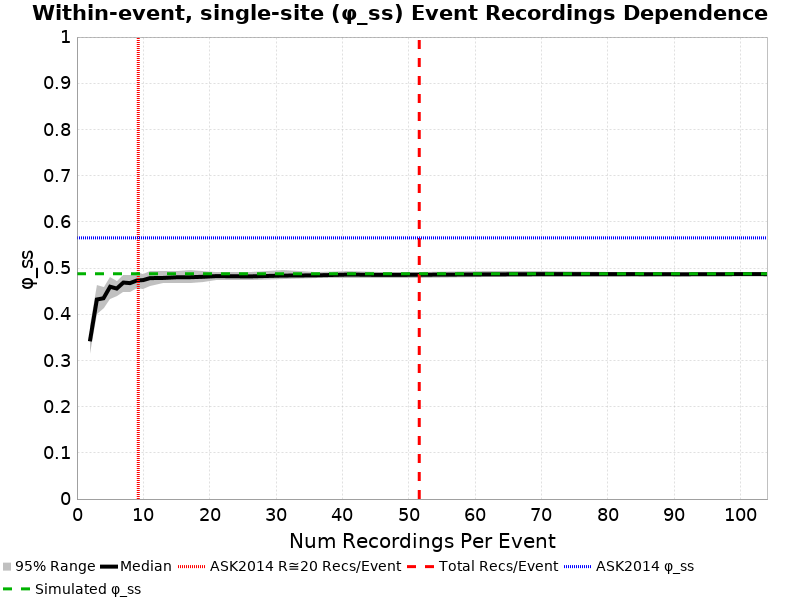 Within-event, single-site (φ_ss) Event Recordings Dependence
1
0.9
0.8
0.7
0.6
0.5
0.4
0.3
0.2
0.1
0
φ_ss
0 10 20 30 40 50 60 70 80 90 100
Num Recordings Per Event
95% Range Median ASK2014 R≅20 Recs/Event Total Recs/Event ASK2014 φ_ss
Simulated φ_ss